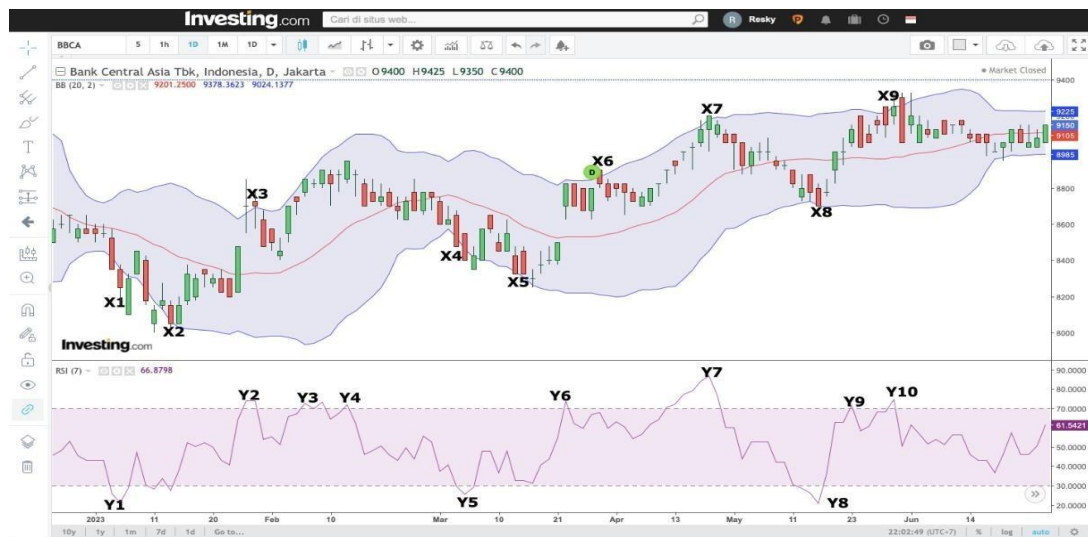 Investing.com
Cari di situs web...
R Resky
BBCA 5 1h 1D 1M 1D
Bank Central Asia Tbk, Indonesia, D, Jakarta O9400 H9425 L9350 C9400
Market Closed
BB (20, 2) 9201.2500 9378.3623 9024.1377
9400
9225
9150
9105
8985
8800
8600
8400
8200
8000
X1
X2
X3
X4
X5
D
X6
X7
X8
X9
Investing.com
RSI (7) 66.8798
90.0000
80.0000
70.0000
61.5421
50.0000
40.0000
30.0000
20.0000
Y1
Y2
Y3
Y4
Y5
Y6
Y7
Y8
Y9
Y10
2023 11 20 Feb 10 Mar 10 21 Apr 13 May 11 23 Jun 14
10y 1y 1m 7d 1d Go to... 22:02:49 (UTC+7) % log auto